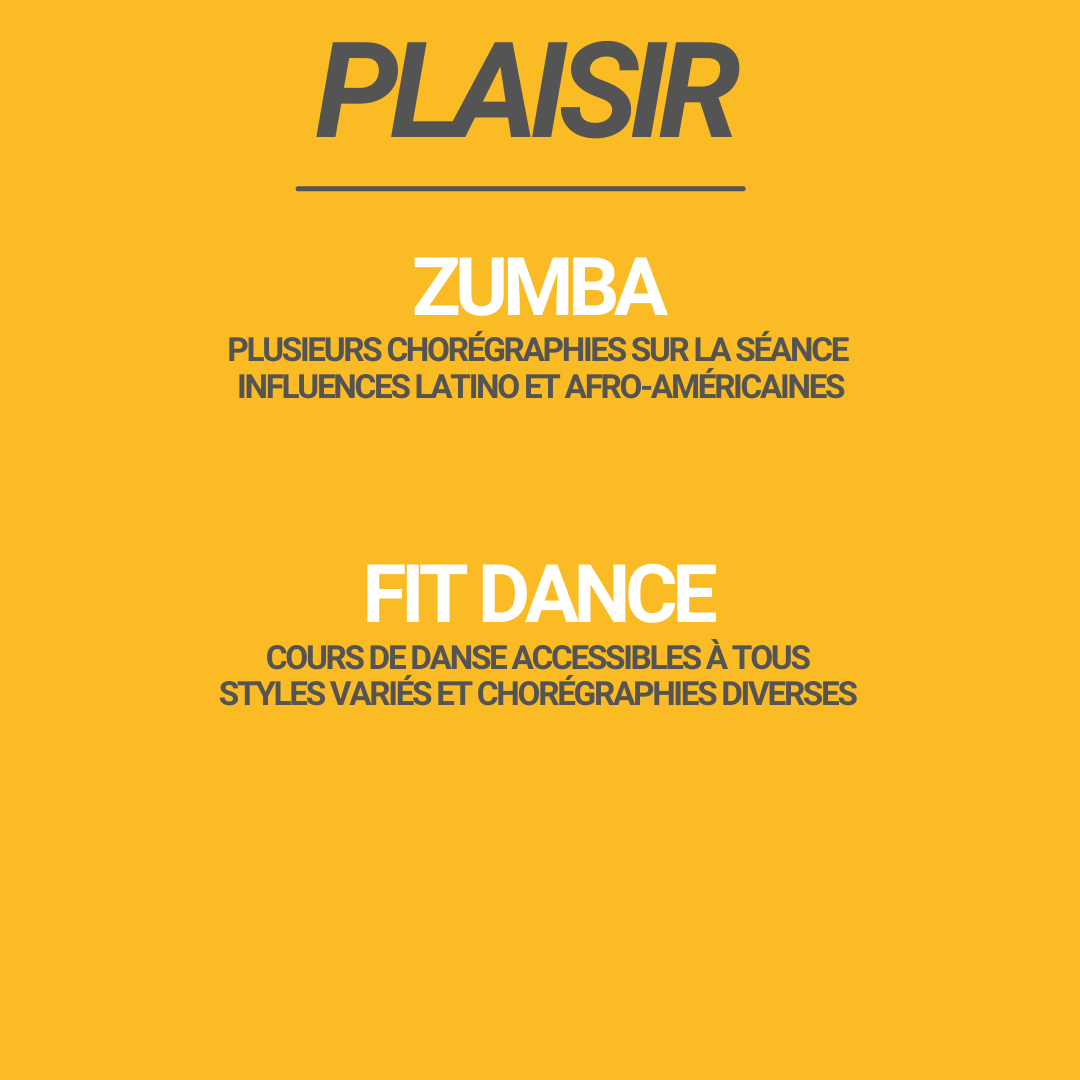 PLAISIR
ZUMBA
PLUSIEURS CHORÉGRAPHIES SUR LA SÉANCE
INFLUENCES LATINO ET AFRO-AMÉRICAINES
FIT DANCE
COURS DE DANSE ACCESSIBLES À TOUS
STYLES VARIÉS ET CHORÉGRAPHIES DIVERSES